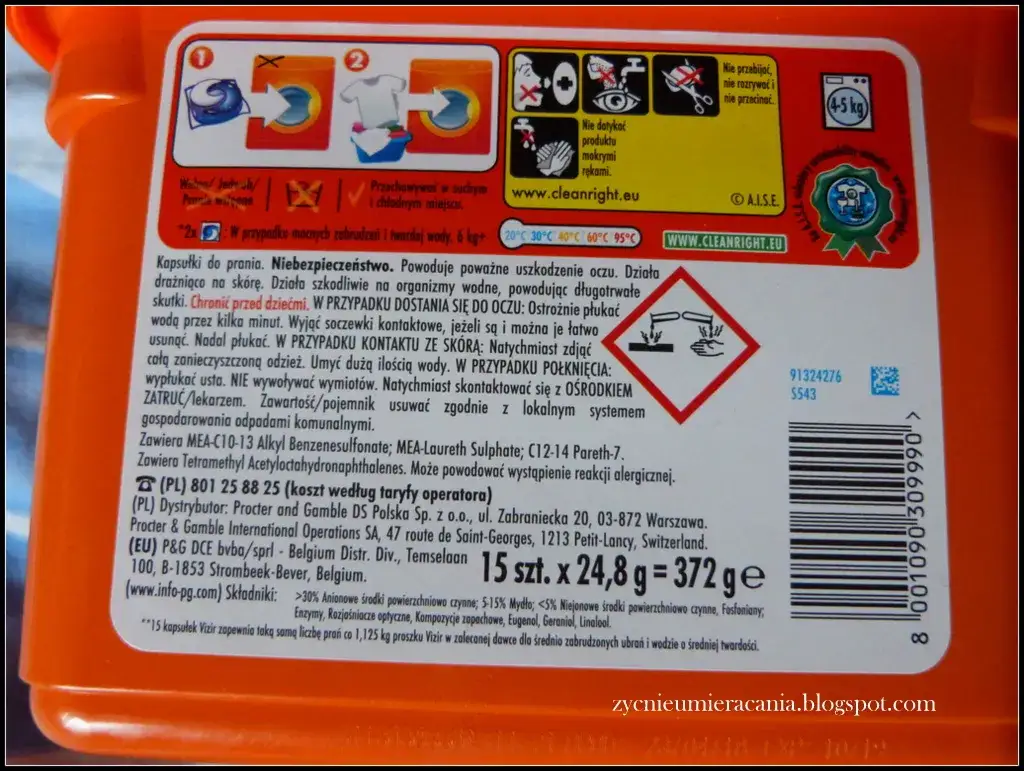 1
2
Nie przebijać,
nie rozrywać i
nie przecinać.
Nie dotykać
produktu
mokrymi
rękami.
www.cleanright.eu
© A.I.S.E.
4-5 kg
Przechowywać w suchym
i chłodnym miejscu.
*2x : W przypadku mocnych zabrudzeń i twardej wody. 6 kg+
20°C 30°C 40°C 60°C 95°C
WWW.CLEANRIGHT.EU
Kapsułki do prania. Niebezpieczeństwo. Powoduje poważne uszkodzenie oczu. Działa
drażniąco na skórę. Działa szkodliwie na organizmy wodne, powodując długotrwałe
skutki. Chronić przed dziećmi. W PRZYPADKU DOSTANIA SIĘ DO OCZU: Ostrożnie płukać
wodą przez kilka minut. Wyjąć soczewki kontaktowe, jeżeli są i można je łatwo
usunąć. Nadal płukać. W PRZYPADKU KONTAKTU ZE SKÓRĄ: Natychmiast zdjąć
całą zanieczyszczoną odzież. Umyć dużą ilością wody. W PRZYPADKU POŁKNIĘCIA:
wypłukać usta. NIE wywoływać wymiotów. Natychmiast skontaktować się z OŚRODKIEM
ZATRUĆ/lekarzem. Zawartość/pojemnik usuwać zgodnie z lokalnym systemem
gospodarowania odpadami komunalnymi.
Zawiera MEA-C10-13 Alkyl Benzenesulfonate; MEA-Laureth Sulphate; C12-14 Pareth-7.
Zawiera Tetramethyl Acetyloctahydronaphthalenes. Może powodować wystąpienie reakcji alergicznej.
(PL) 801 25 88 25 (koszt według taryfy operatora)
(PL) Dystrybutor: Procter and Gamble DS Polska Sp. z o.o., ul. Zabraniecka 20, 03-872 Warszawa.
Procter & Gamble International Operations SA, 47 route de Saint-Georges, 1213 Petit-Lancy, Switzerland.
(EU) P&G DCE bvba/sprl - Belgium Distr. Div., Temselaan
100, B-1853 Strombeek-Bever, Belgium.
15 szt. x 24,8 g = 372 g e
(www.info-pg.com) Składniki: >30% Anionowe środki powierzchniowo czynne; 5-15% Mydło; <5% Niejonowe środki powierzchniowo czynne, Fosfoniany;
Enzymy, Rozjaśniacze optyczne, Kompozycje zapachowe, Eugenol, Geraniol, Linalool.
**15 kapsułek Vizir zapewnia taką samą liczbę prań co 1,125 kg proszku Vizir w zalecanej dawce dla średnio zabrudzonych ubrań i wodzie o średniej twardości.
91324276
S543
8 001090 309990 >
zycnieumieracania.blogspot.com